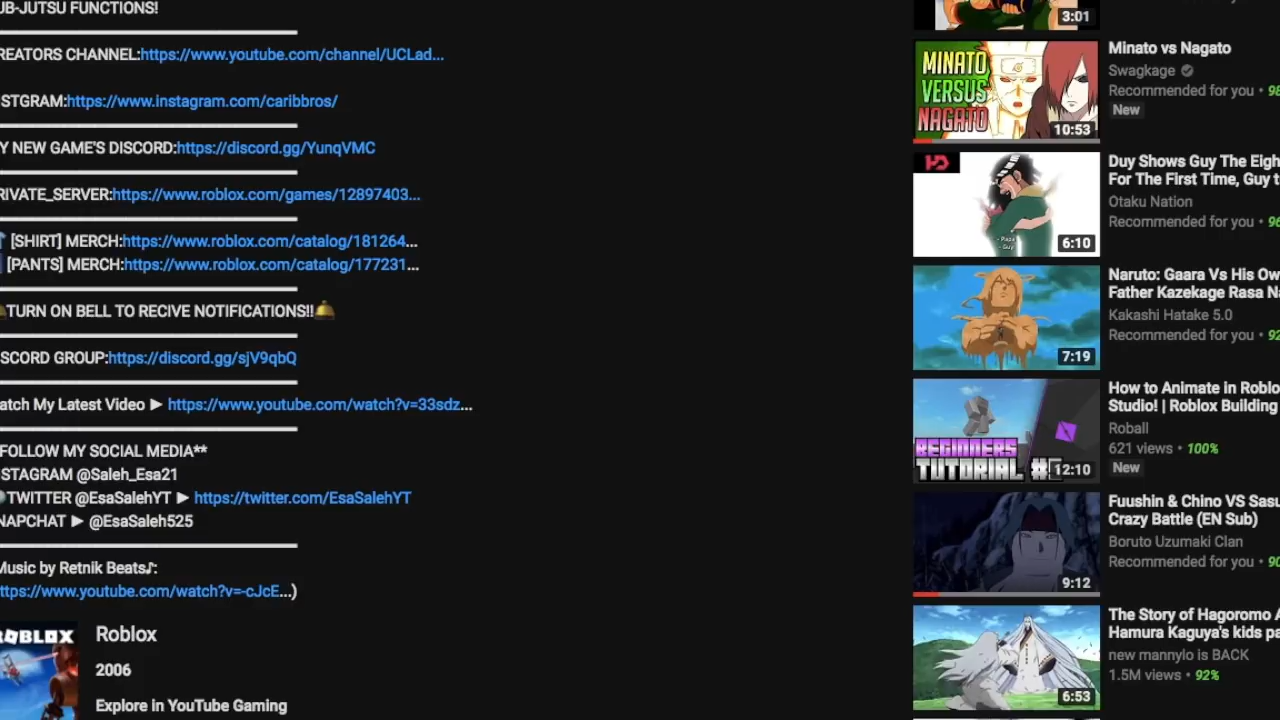 UB-JUTSU FUNCTIONS!
REATORS CHANNEL:https://www.youtube.com/channel/UCLad...
STGRAM:https://www.instagram.com/caribbros/
Y NEW GAME'S DISCORD:https://discord.gg/YunqVMC
RIVATE_SERVER:https://www.roblox.com/games/12897403...
[SHIRT] MERCH:https://www.roblox.com/catalog/181264...
[PANTS] MERCH:https://www.roblox.com/catalog/177231...
TURN ON BELL TO RECIVE NOTIFICATIONS!!
SCORD GROUP:https://discord.gg/sjV9qbQ
atch My Latest Video ► https://www.youtube.com/watch?v=33sdz...
FOLLOW MY SOCIAL MEDIA**
STAGRAM @Saleh_Esa21
TWITTER @EsaSalehYT ► https://twitter.com/EsaSalehYT
NAPCHAT ► @EsaSaleh525
Music by Retnik Beats♪:
ttps://www.youtube.com/watch?v=-cJcE...)
ROBLOX
Roblox
2006
Explore in YouTube Gaming
3:01
MINATO
VERSUS
NAGATO
10:53
Minato vs Nagato
Swagkage
Recommended for you • 98
New
- Papa
- Guy
6:10
Duy Shows Guy The Eigh
For The First Time, Guy t
Otaku Nation
Recommended for you • 96
7:19
Naruto: Gaara Vs His Ow
Father Kazekage Rasa Na
Kakashi Hatake 5.0
Recommended for you • 92
BEGINNERS
TUTORIAL #
12:10
How to Animate in Roblo
Studio! | Roblox Building
Roball
621 views • 100%
New
9:12
Fuushin & Chino VS Sasu
Crazy Battle (EN Sub)
Boruto Uzumaki Clan
Recommended for you • 90
6:53
The Story of Hagoromo A
Hamura Kaguya's kids pa
new mannylo is BACK
1.5M views • 92%